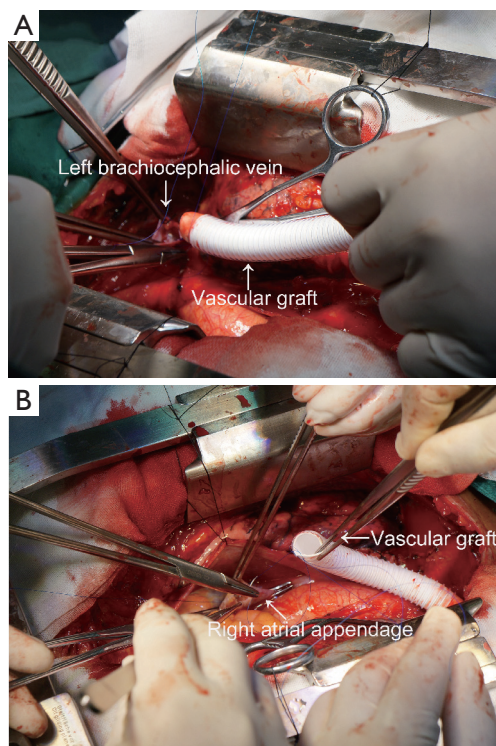 A
Left brachiocephalic vein
Vascular graft
B
Vascular graft
Right atrial appendage